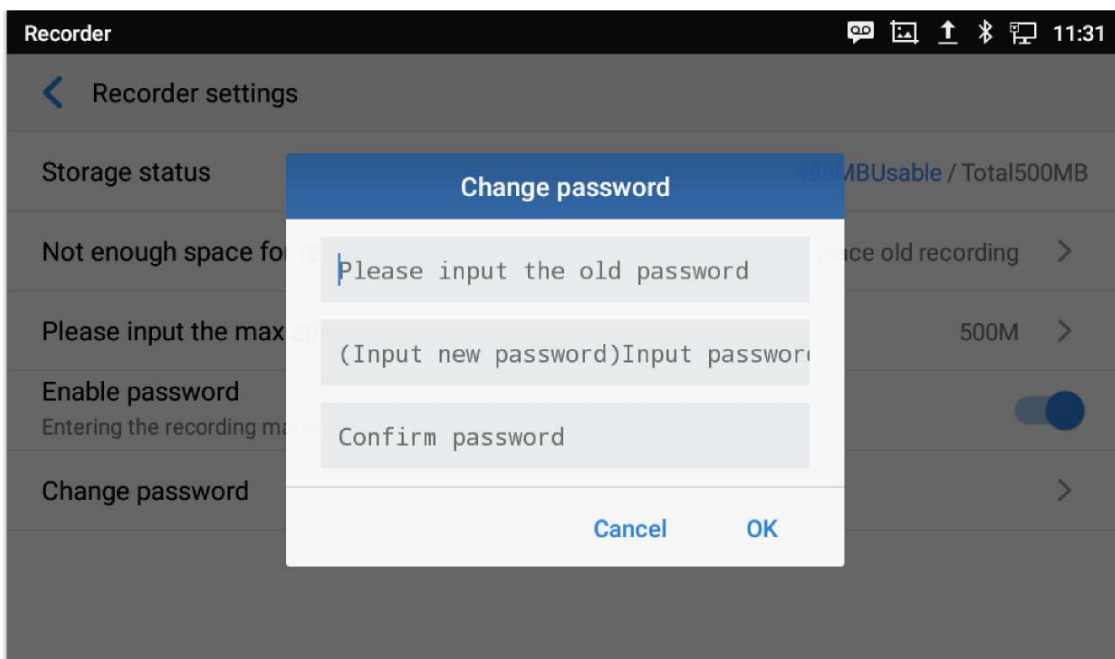 Recorder 11:31
Recorder settings
Storage status MBUsable / Total500MB
Change password
Not enough space for ace old recording
Please input the old password
Please input the max 500M
(Input new password)Input passwor
Enable password
Entering the recording
Confirm password
Change password
Cancel OK